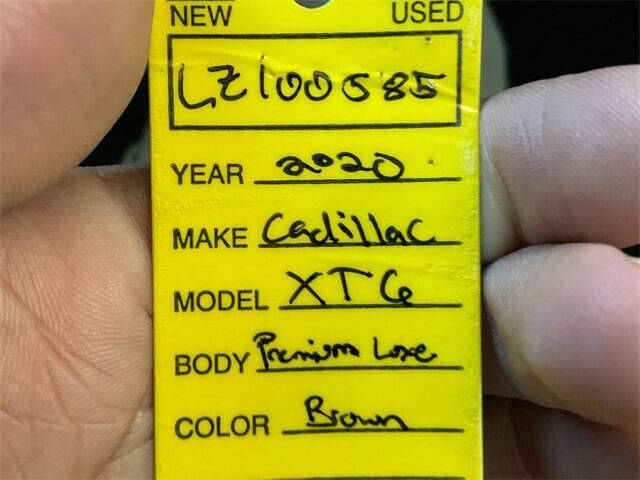 NEW USED
LZ100585
YEAR 2020
MAKE Cadillac
MODEL XT6
BODY Premium Luxe
COLOR Brown